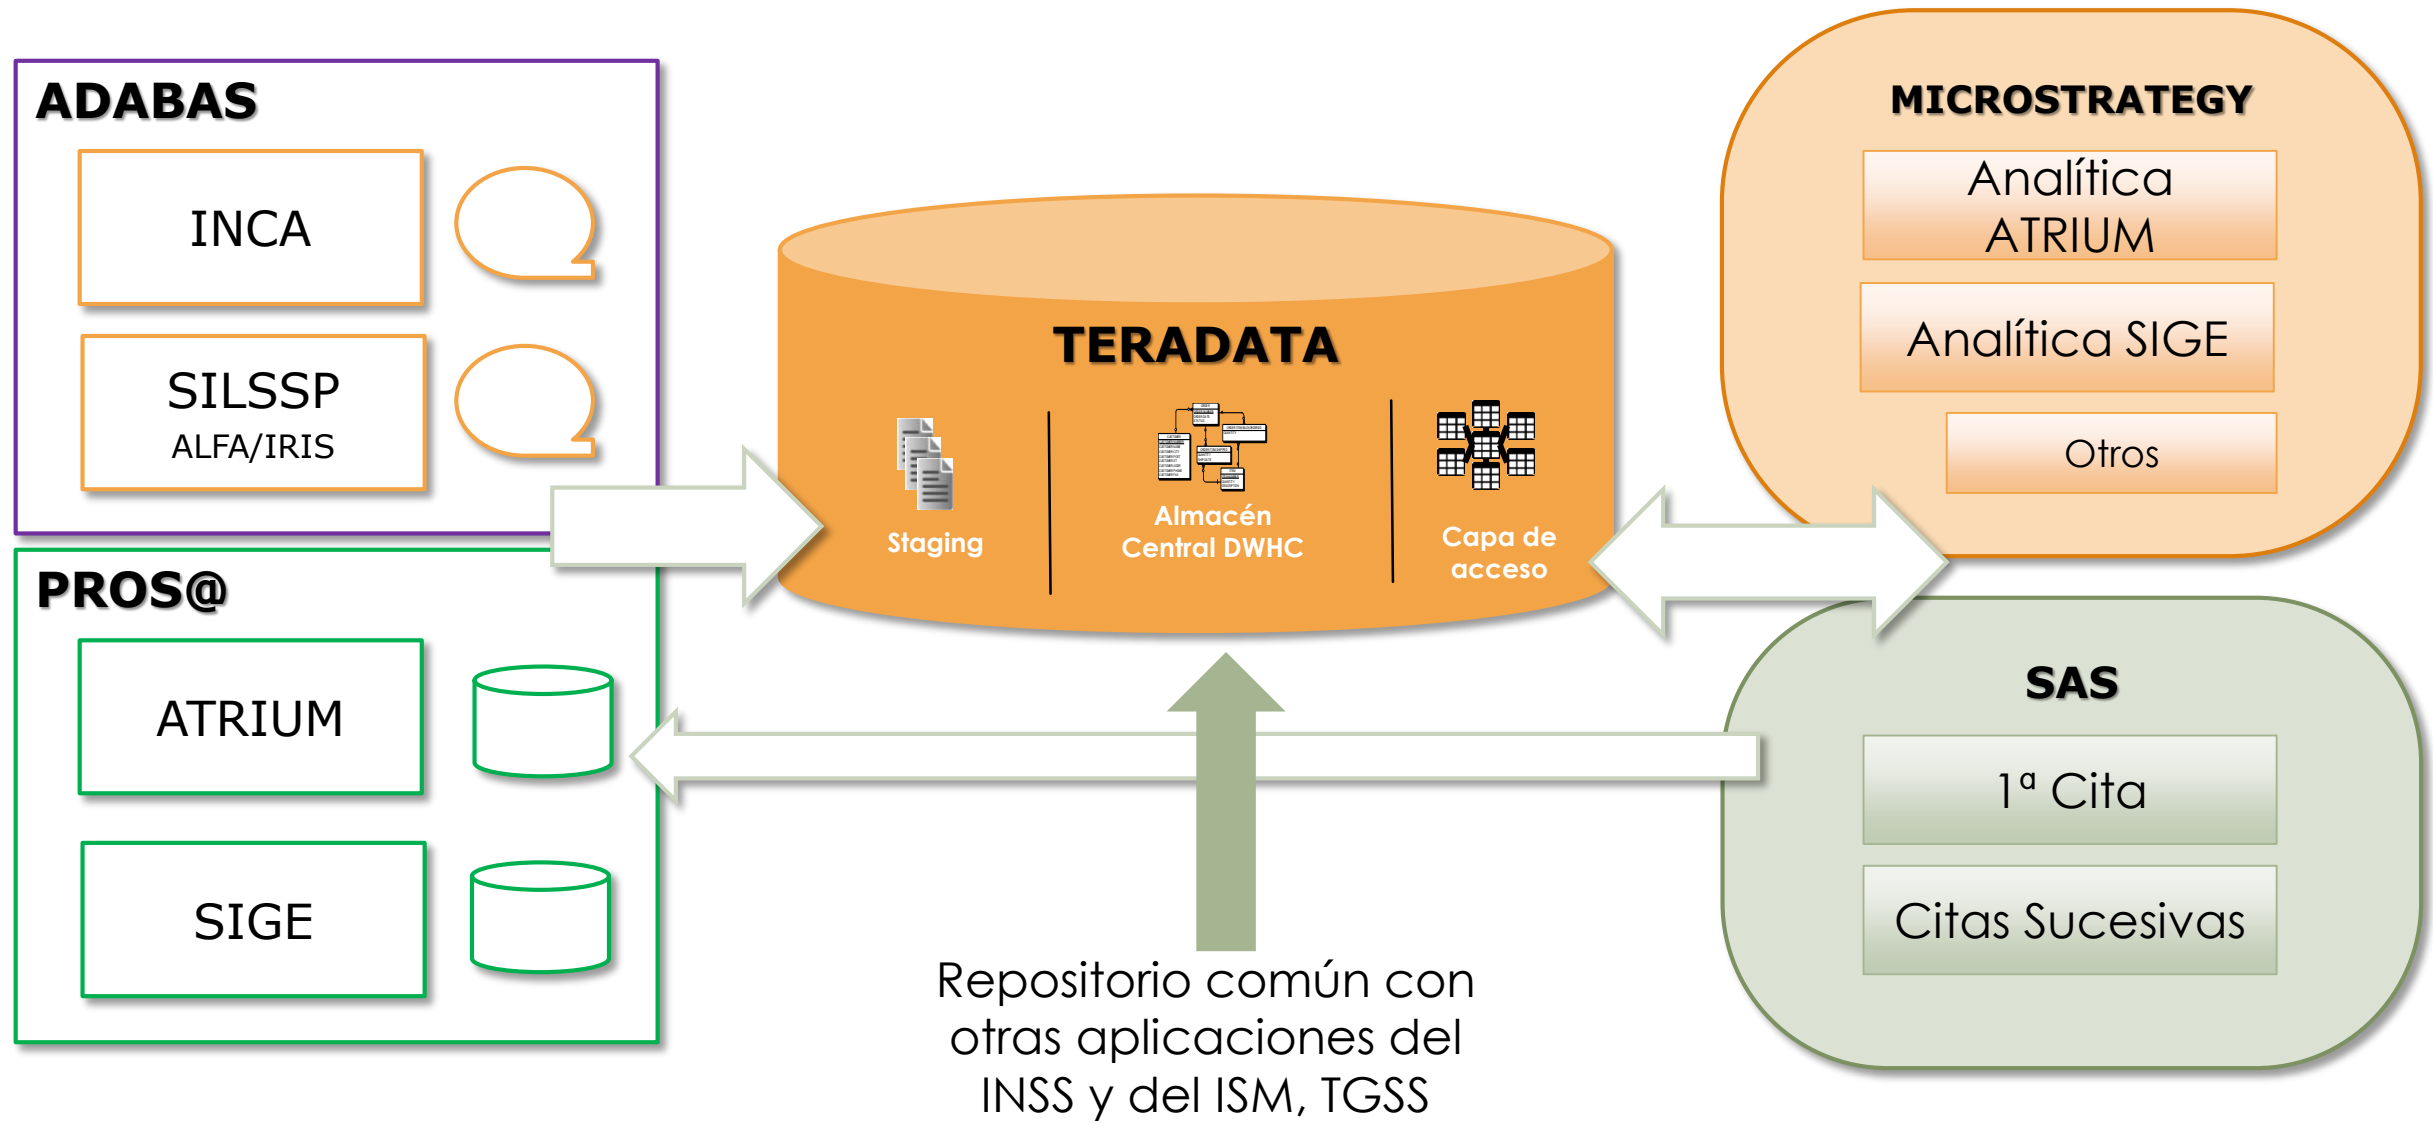 ADABAS
INCA
SILSSP
ALFA/IRIS
PROS@
ATRIUM
SIGE
TERADATA
Staging
Almacén
Central DWHC
Capa de
acceso
Repositorio común con
otras aplicaciones del
INSS y del ISM, TGSS
MICROSTRATEGY
Analítica
ATRIUM
Analítica SIGE
Otros
SAS
1ª Cita
Citas Sucesivas